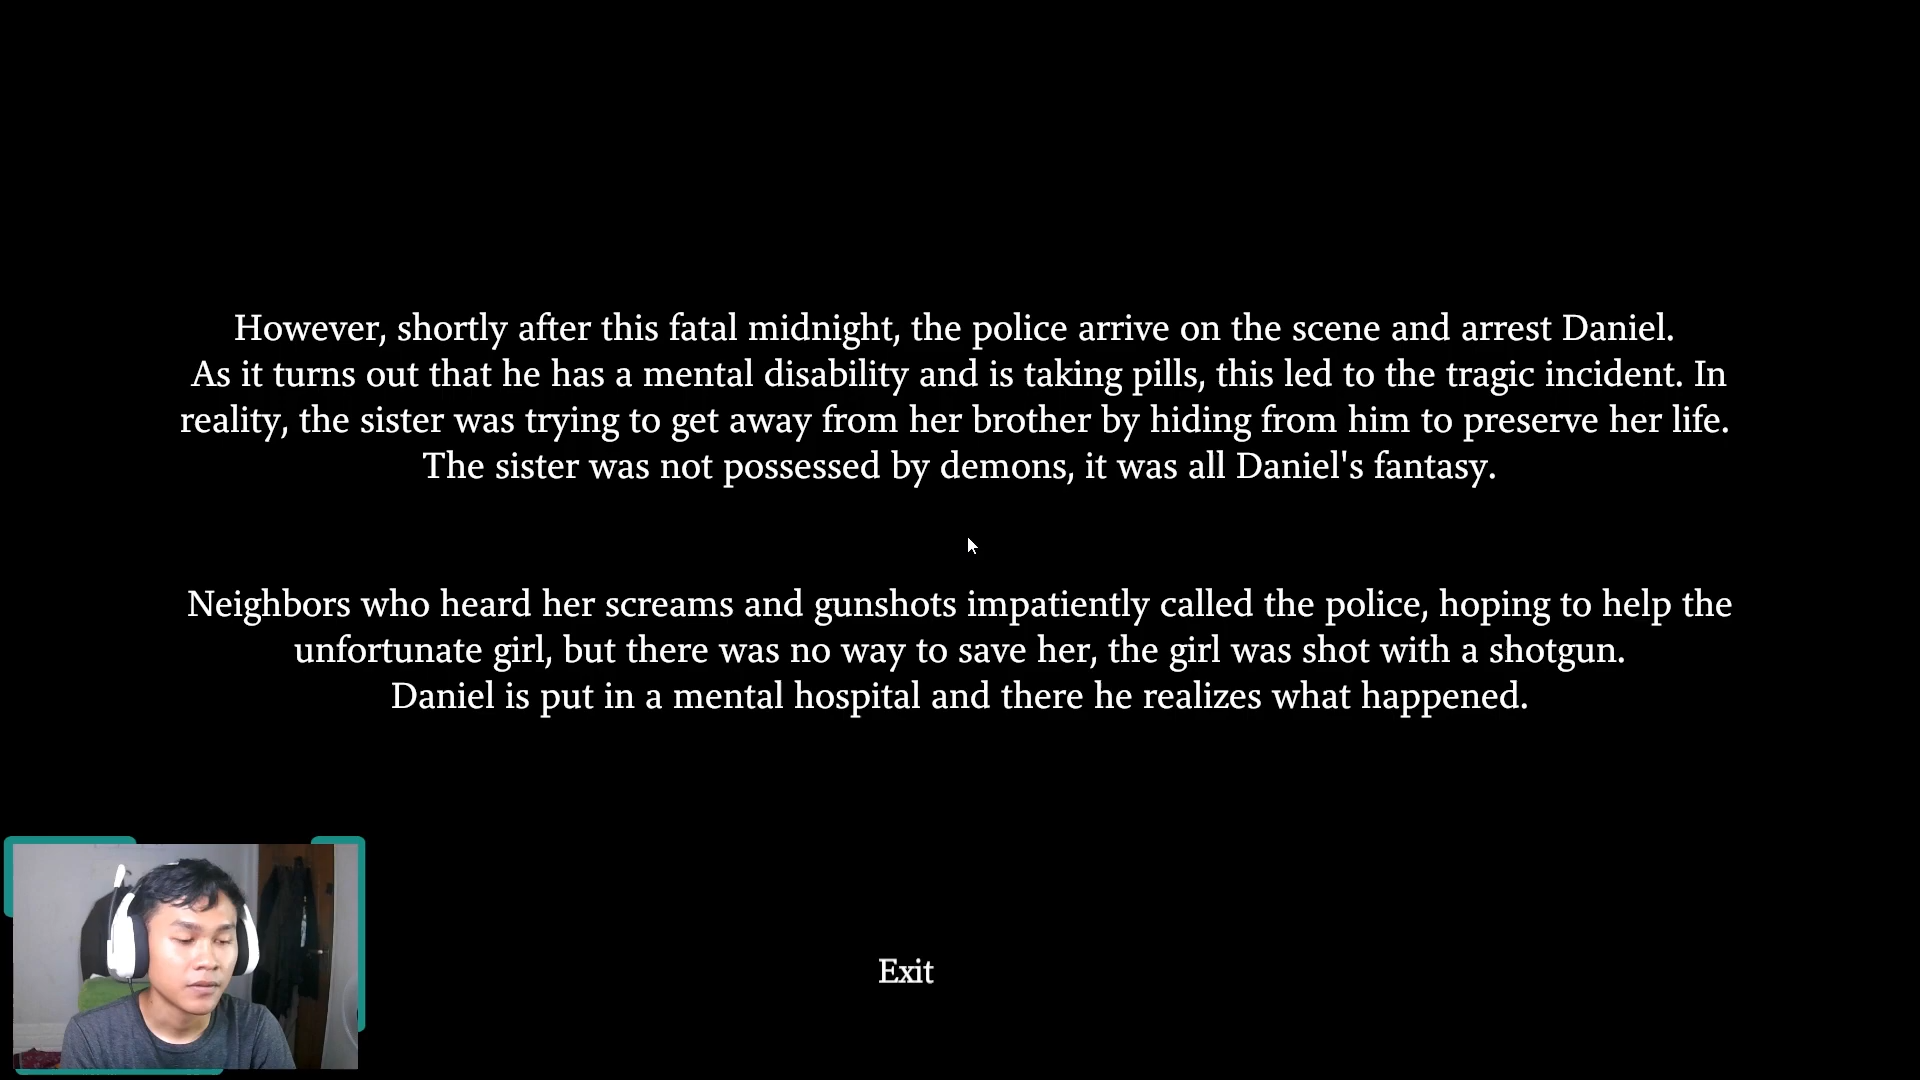 However, shortly after this fatal midnight, the police arrive on the scene and arrest Daniel.
As it turns out that he has a mental disability and is taking pills, this led to the tragic incident. In
reality, the sister was trying to get away from her brother by hiding from him to preserve her life.
The sister was not possessed by demons, it was all Daniel's fantasy.
Neighbors who heard her screams and gunshots impatiently called the police, hoping to help the
unfortunate girl, but there was no way to save her, the girl was shot with a shotgun.
Daniel is put in a mental hospital and there he realizes what happened.
Exit